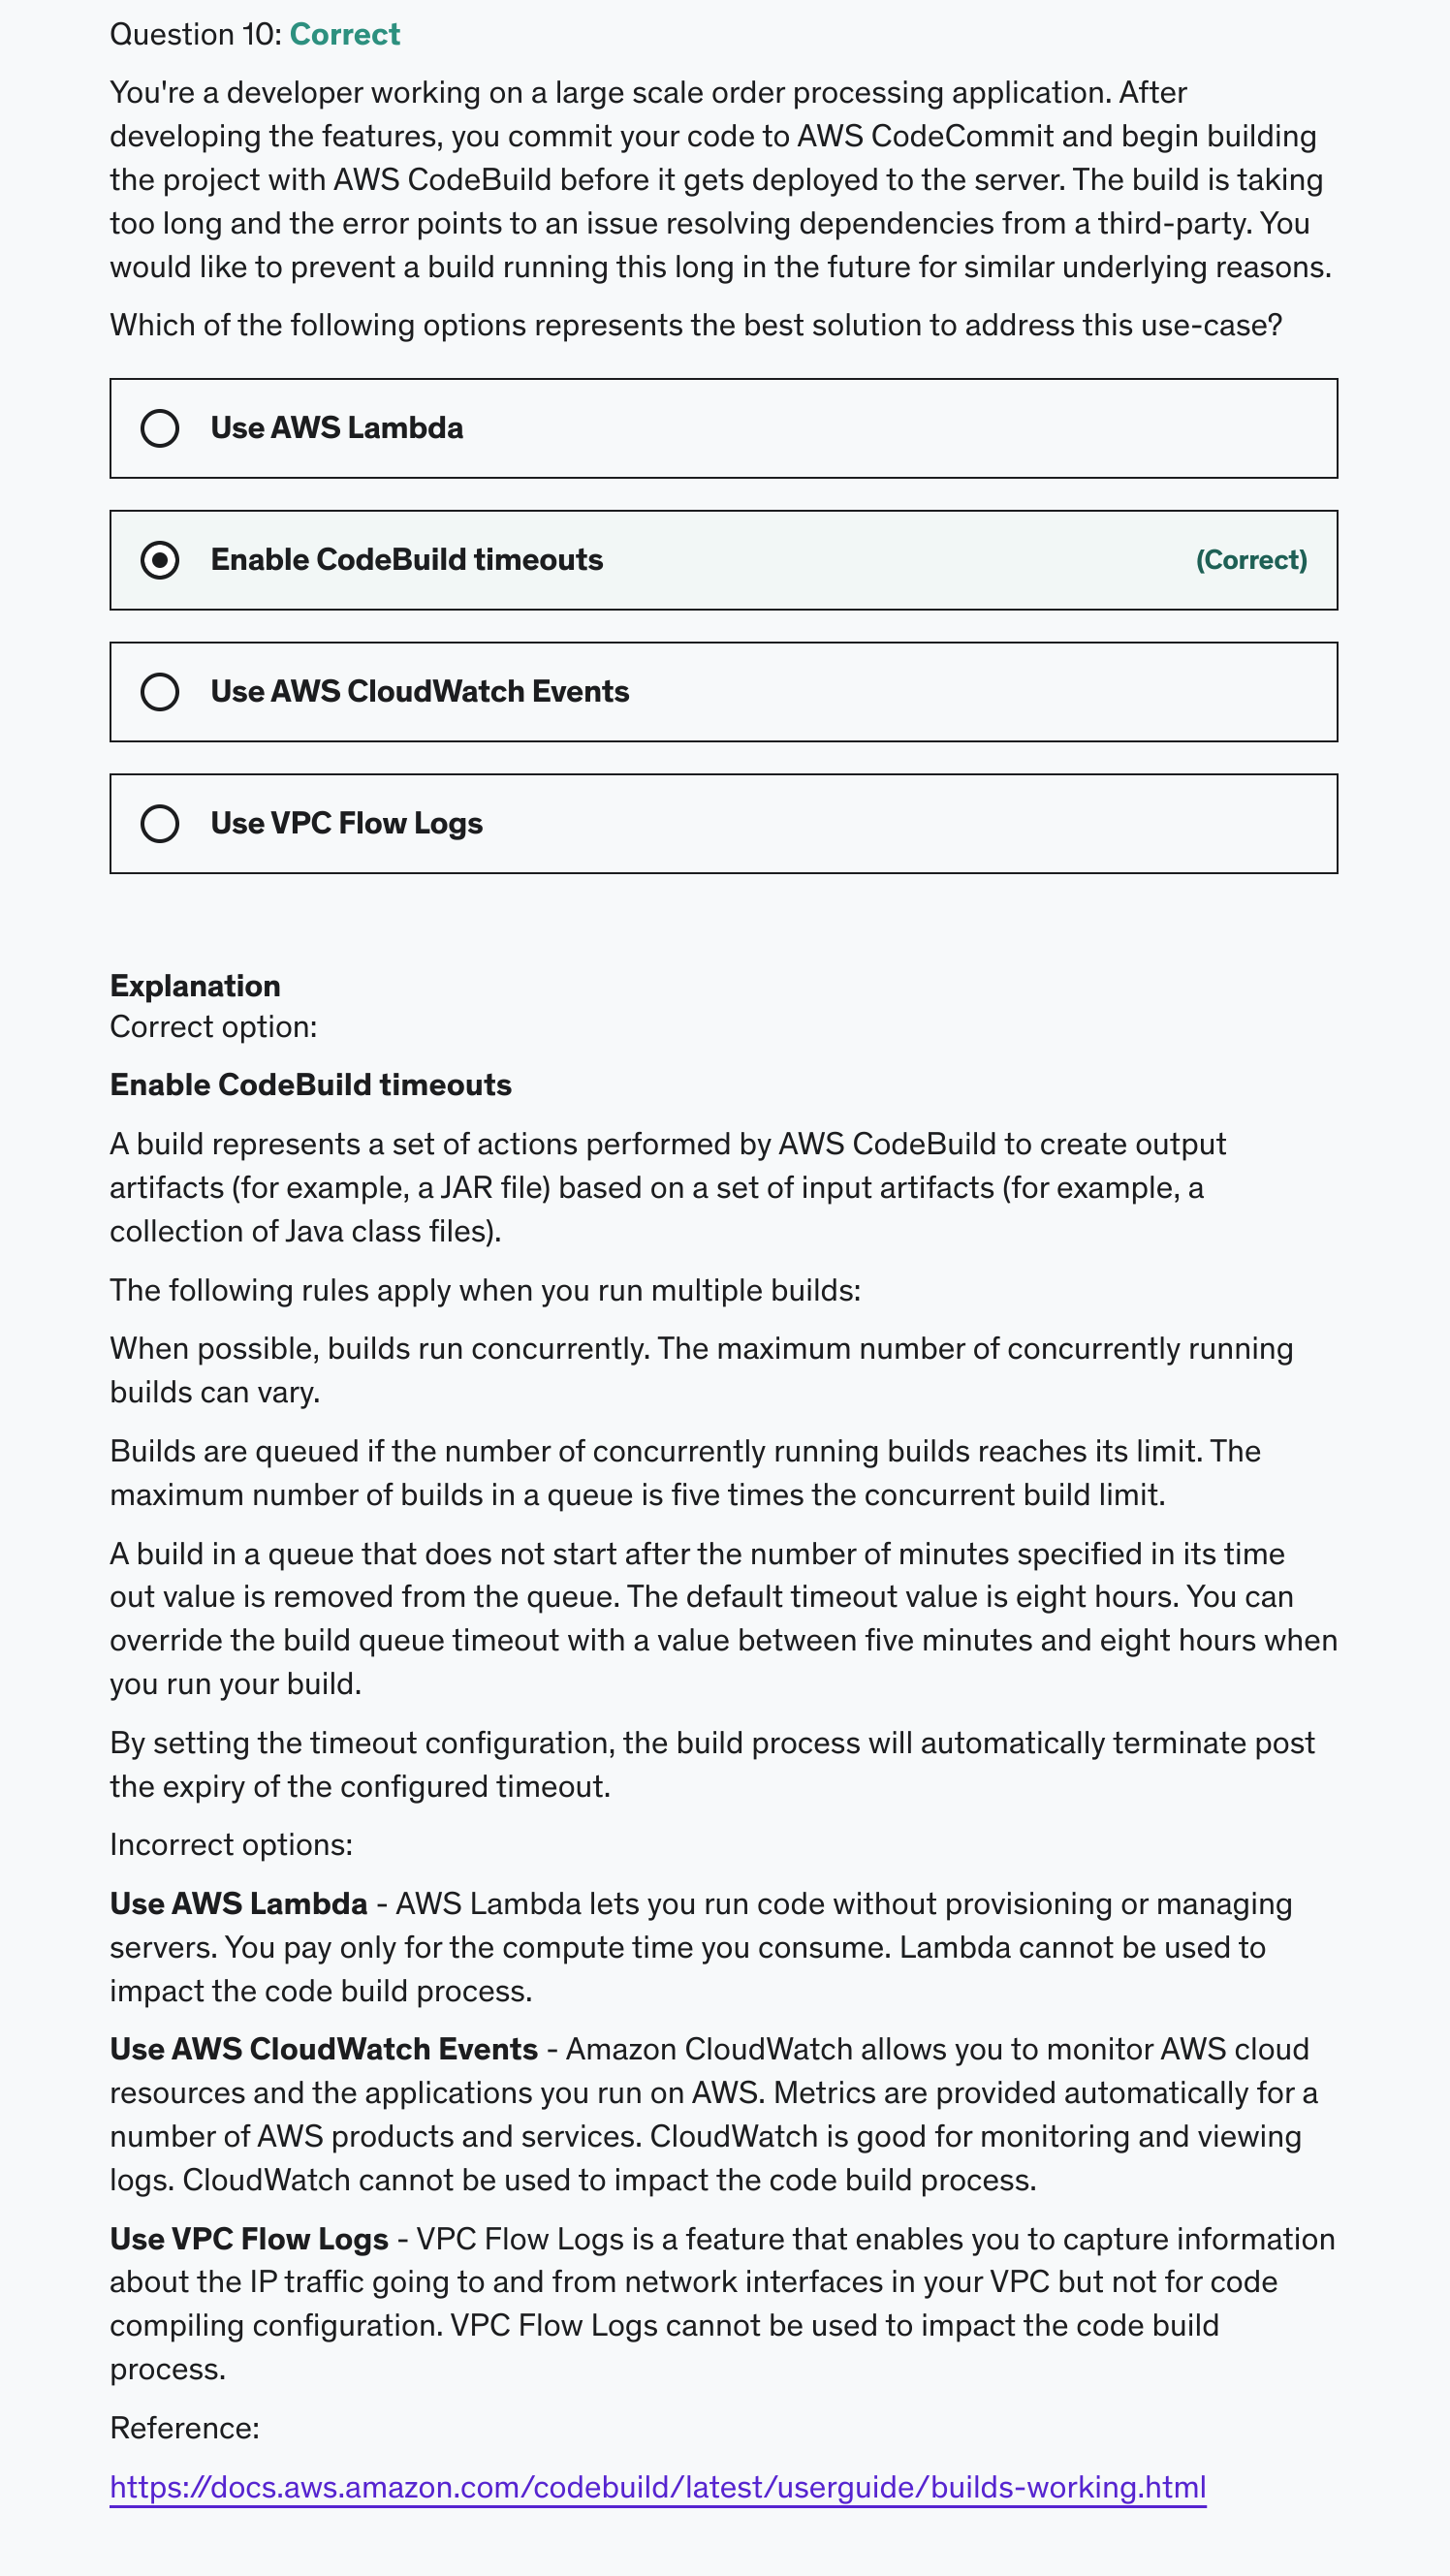 Question 10: Correct
You're a developer working on a large scale order processing application. After
developing the features, you commit your code to AWS CodeCommit and begin building
the project with AWS CodeBuild before it gets deployed to the server. The build is taking
too long and the error points to an issue resolving dependencies from a third-party. You
would like to prevent a build running this long in the future for similar underlying reasons.
Which of the following options represents the best solution to address this use-case?
Use AWS Lambda
Enable CodeBuild timeouts (Correct)
Use AWS CloudWatch Events
Use VPC Flow Logs
Explanation
Correct option:
Enable CodeBuild timeouts
A build represents a set of actions performed by AWS CodeBuild to create output
artifacts (for example, a JAR file) based on a set of input artifacts (for example, a
collection of Java class files).
The following rules apply when you run multiple builds:
When possible, builds run concurrently. The maximum number of concurrently running
builds can vary.
Builds are queued if the number of concurrently running builds reaches its limit. The
maximum number of builds in a queue is five times the concurrent build limit.
A build in a queue that does not start after the number of minutes specified in its time
out value is removed from the queue. The default timeout value is eight hours. You can
override the build queue timeout with a value between five minutes and eight hours when
you run your build.
By setting the timeout configuration, the build process will automatically terminate post
the expiry of the configured timeout.
Incorrect options:
Use AWS Lambda - AWS Lambda lets you run code without provisioning or managing
servers. You pay only for the compute time you consume. Lambda cannot be used to
impact the code build process.
Use AWS CloudWatch Events - Amazon CloudWatch allows you to monitor AWS cloud
resources and the applications you run on AWS. Metrics are provided automatically for a
number of AWS products and services. CloudWatch is good for monitoring and viewing
logs. CloudWatch cannot be used to impact the code build process.
Use VPC Flow Logs - VPC Flow Logs is a feature that enables you to capture information
about the IP traffic going to and from network interfaces in your VPC but not for code
compiling configuration. VPC Flow Logs cannot be used to impact the code build
process.
Reference:
https://docs.aws.amazon.com/codebuild/latest/userguide/builds-working.html